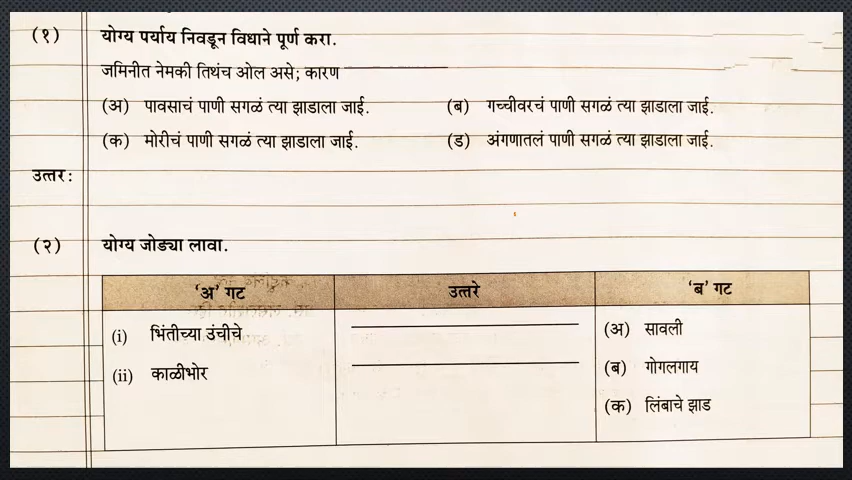 (१) योग्य पर्याय निवडून विधाने पूर्ण करा.
जमिनीत नेमकी तिथंच ओल असे; कारण
(अ) पावसाचं पाणी सगळं त्या झाडाला जाई. (ब) गच्चीवरचं पाणी सगळं त्या झाडाला जाई.
(क) मोरीचं पाणी सगळं त्या झाडाला जाई. (ड) अंगणातलं पाणी सगळं त्या झाडाला जाई.
उत्तर:
(२) योग्य जोड्या लावा.
'अ' गट उत्तरे 'ब' गट
(i) भिंतीच्या उंचीचे (अ) सावली
(ii) काळीभोर (ब) गोगलगाय
(क) लिंबाचे झाड